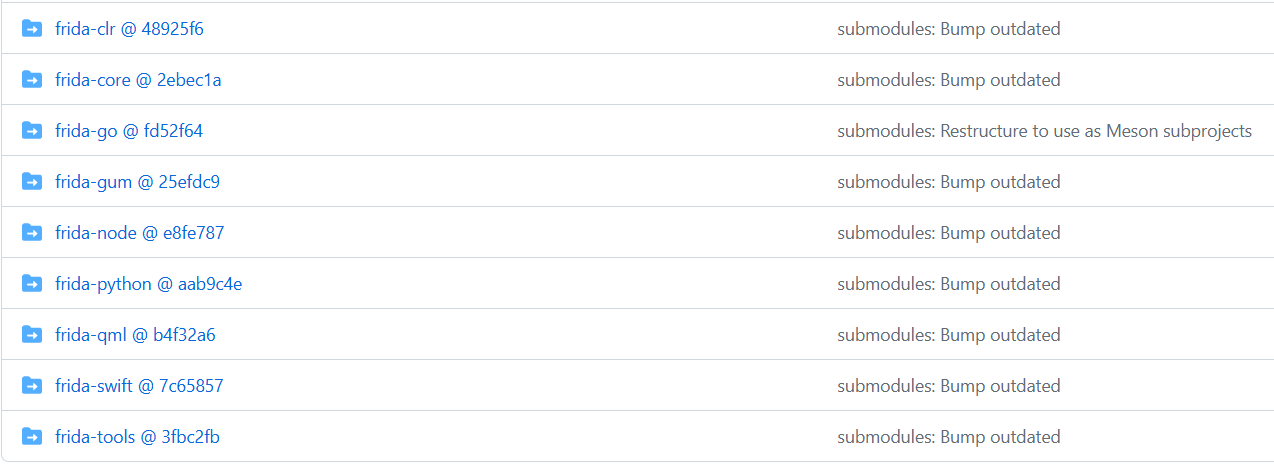 frida-clr @ 48925f6 submodules: Bump outdated
frida-core @ 2ebec1a submodules: Bump outdated
frida-go @ fd52f64 submodules: Restructure to use as Meson subprojects
frida-gum @ 25efdc9 submodules: Bump outdated
frida-node @ e8fe787 submodules: Bump outdated
frida-python @ aab9c4e submodules: Bump outdated
frida-qml @ b4f32a6 submodules: Bump outdated
frida-swift @ 7c65857 submodules: Bump outdated
frida-tools @ 3fbc2fb submodules: Bump outdated